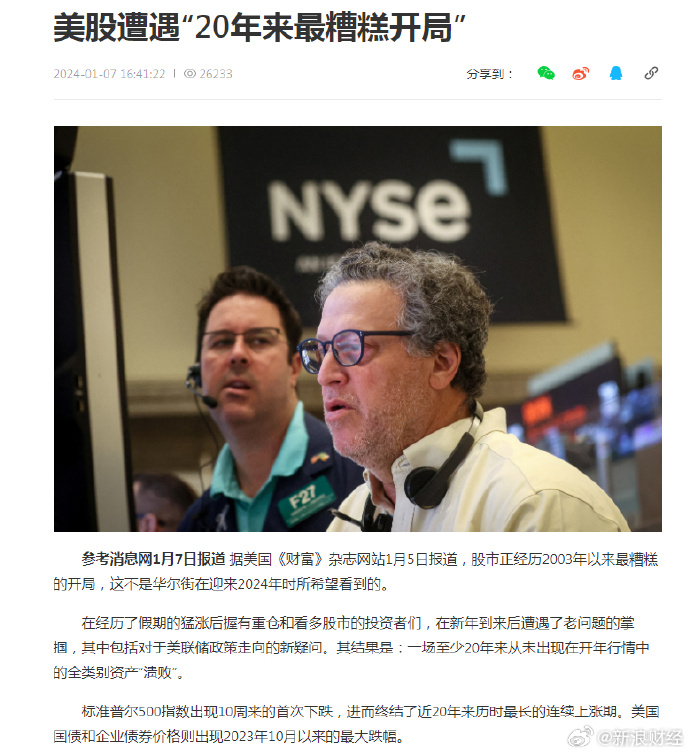 美股遭遇“20年来最糟糕开局”
2024-01-07 16:41:22 26233
分享到：
NYSE
F27
参考消息网1月7日报道 据美国《财富》杂志网站1月5日报道，股市正经历2003年以来最糟糕
的开局，这不是华尔街在迎来2024年时所希望看到的。
在经历了假期的猛涨后握有重仓和看多股市的投资者们，在新年到来后遭遇了老问题的掌
掴，其中包括对于美联储政策走向的新疑问。其结果是：一场至少20年来从未出现在开年行情中
的全类别资产“溃败”。
标准普尔500指数出现10周来的首次下跌，进而终结了近20年来历时最长的连续上涨期。美国
国债和企业债券价格则出现2023年10月以来的最大跌幅。
@新浪财经